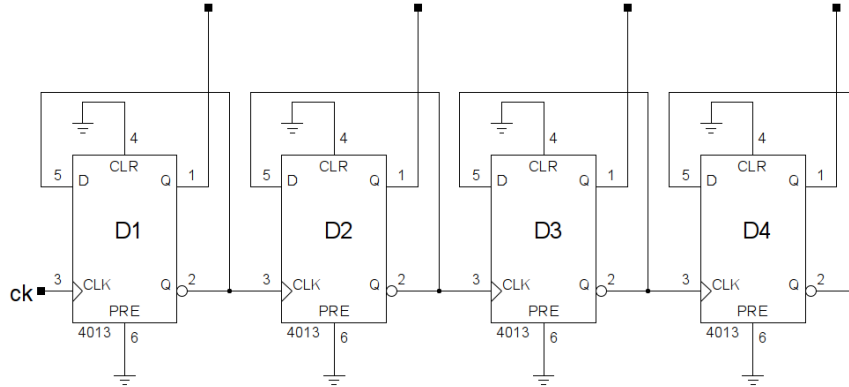 4 4 4 4
5 D CLR Q 1 5 D CLR Q 1 5 D CLR Q 1 5 D CLR Q 1
D1 D2 D3 D4
ck 3 CLK Q 2 3 CLK Q 2 3 CLK Q 2 3 CLK Q 2
PRE PRE PRE PRE
4013 6 4013 6 4013 6 4013 6